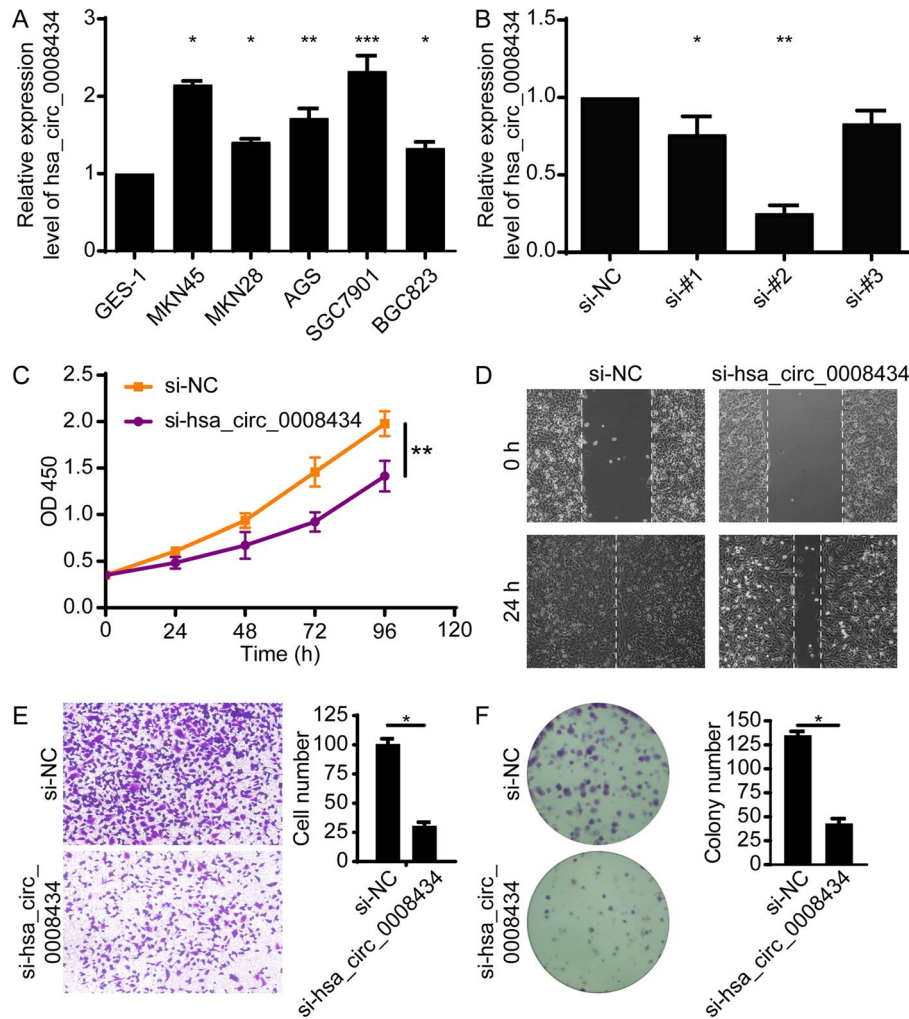 A
Relative expression
level of hsa_circ_0008434
3
2
1
0
* * ** *** *
GES-1
MKN45
MKN28
AGS
SGC7901
BGC823
B
Relative expression
level of hsa_circ_0008434
1.5
1.0
0.5
0.0
* **
si-NC
si-#1
si-#2
si-#3
C
OD 450
2.5
2.0
1.5
1.0
0.5
0.0
si-NC
si-hsa_circ_0008434
**
0 24 48 72 96 120
Time (h)
D
si-NC si-hsa_circ_0008434
0 h
24 h
E
si-NC
si-hsa_circ_
0008434
Cell number
125
100
75
50
25
0
*
si-NC
si-hsa_circ_0008434
F
si-NC
si-hsa_circ_
0008434
Colony number
150
125
100
75
50
25
0
*
si-NC
si-hsa_circ_0008434